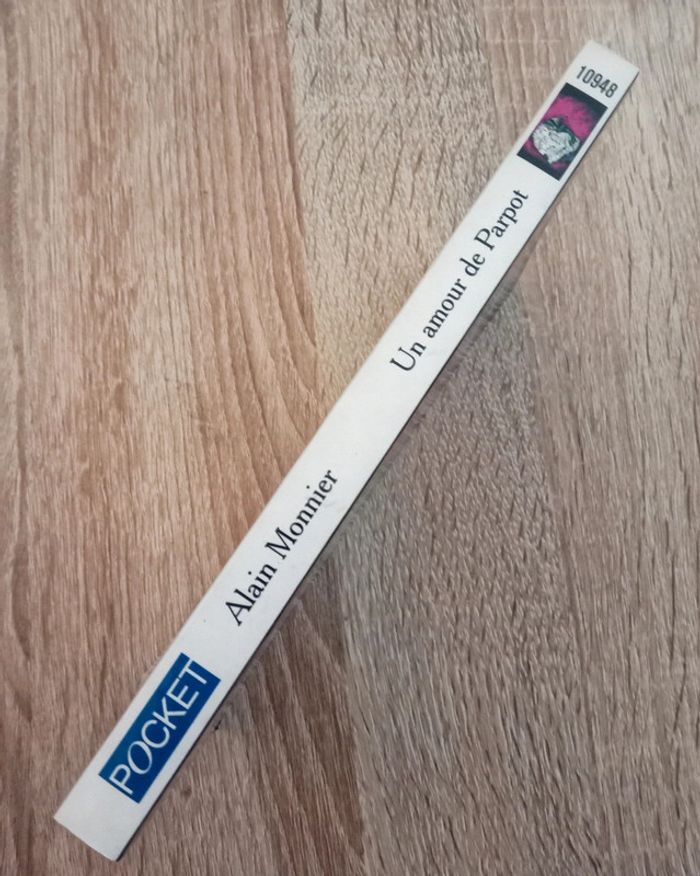 POCKET
Alain Monnier
Un amour de Parpot
10948